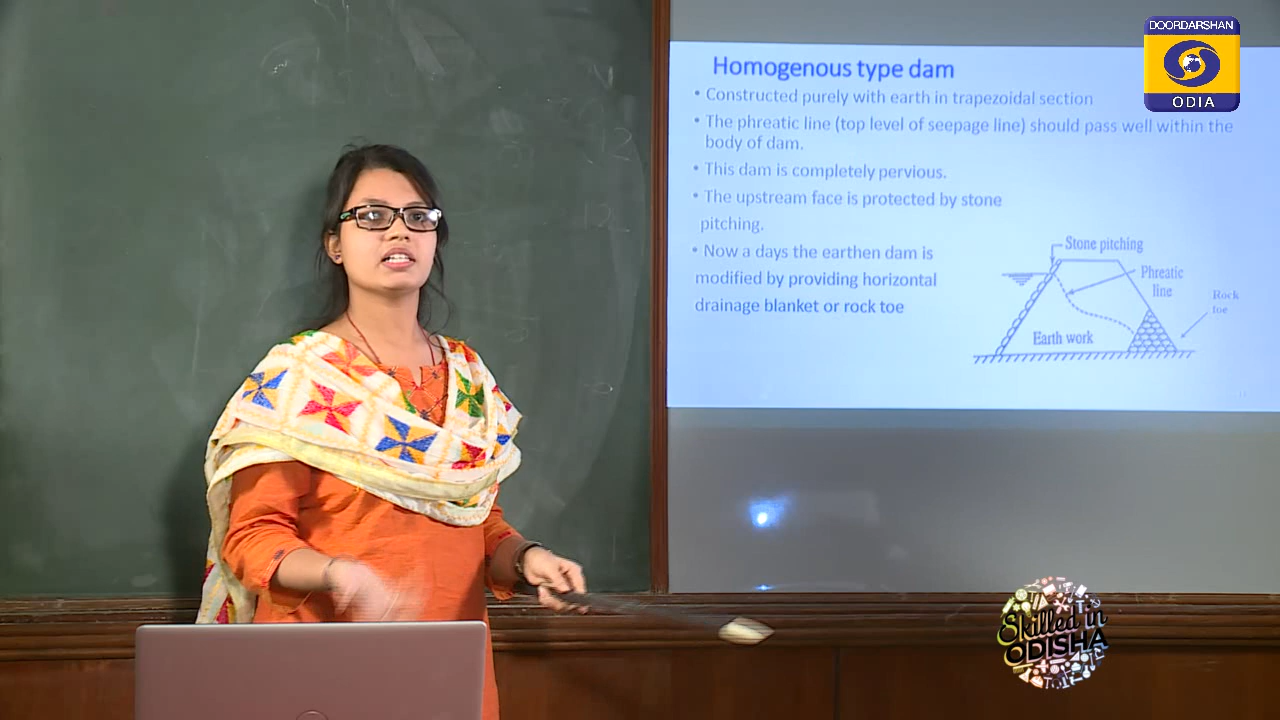 DOORDARSHAN
ODIA
Homogenous type dam
• Constructed purely with earth in trapezoidal section
• The phreatic line (top level of seepage line) should pass well within the
body of dam.
• This dam is completely pervious.
• The upstream face is protected by stone
pitching.
• Now a days the earthen dam is
modified by providing horizontal
drainage blanket or rock toe
Stone pitching
Phreatic
line
Rock
toe
Earth work
Skilled in
ODISHA